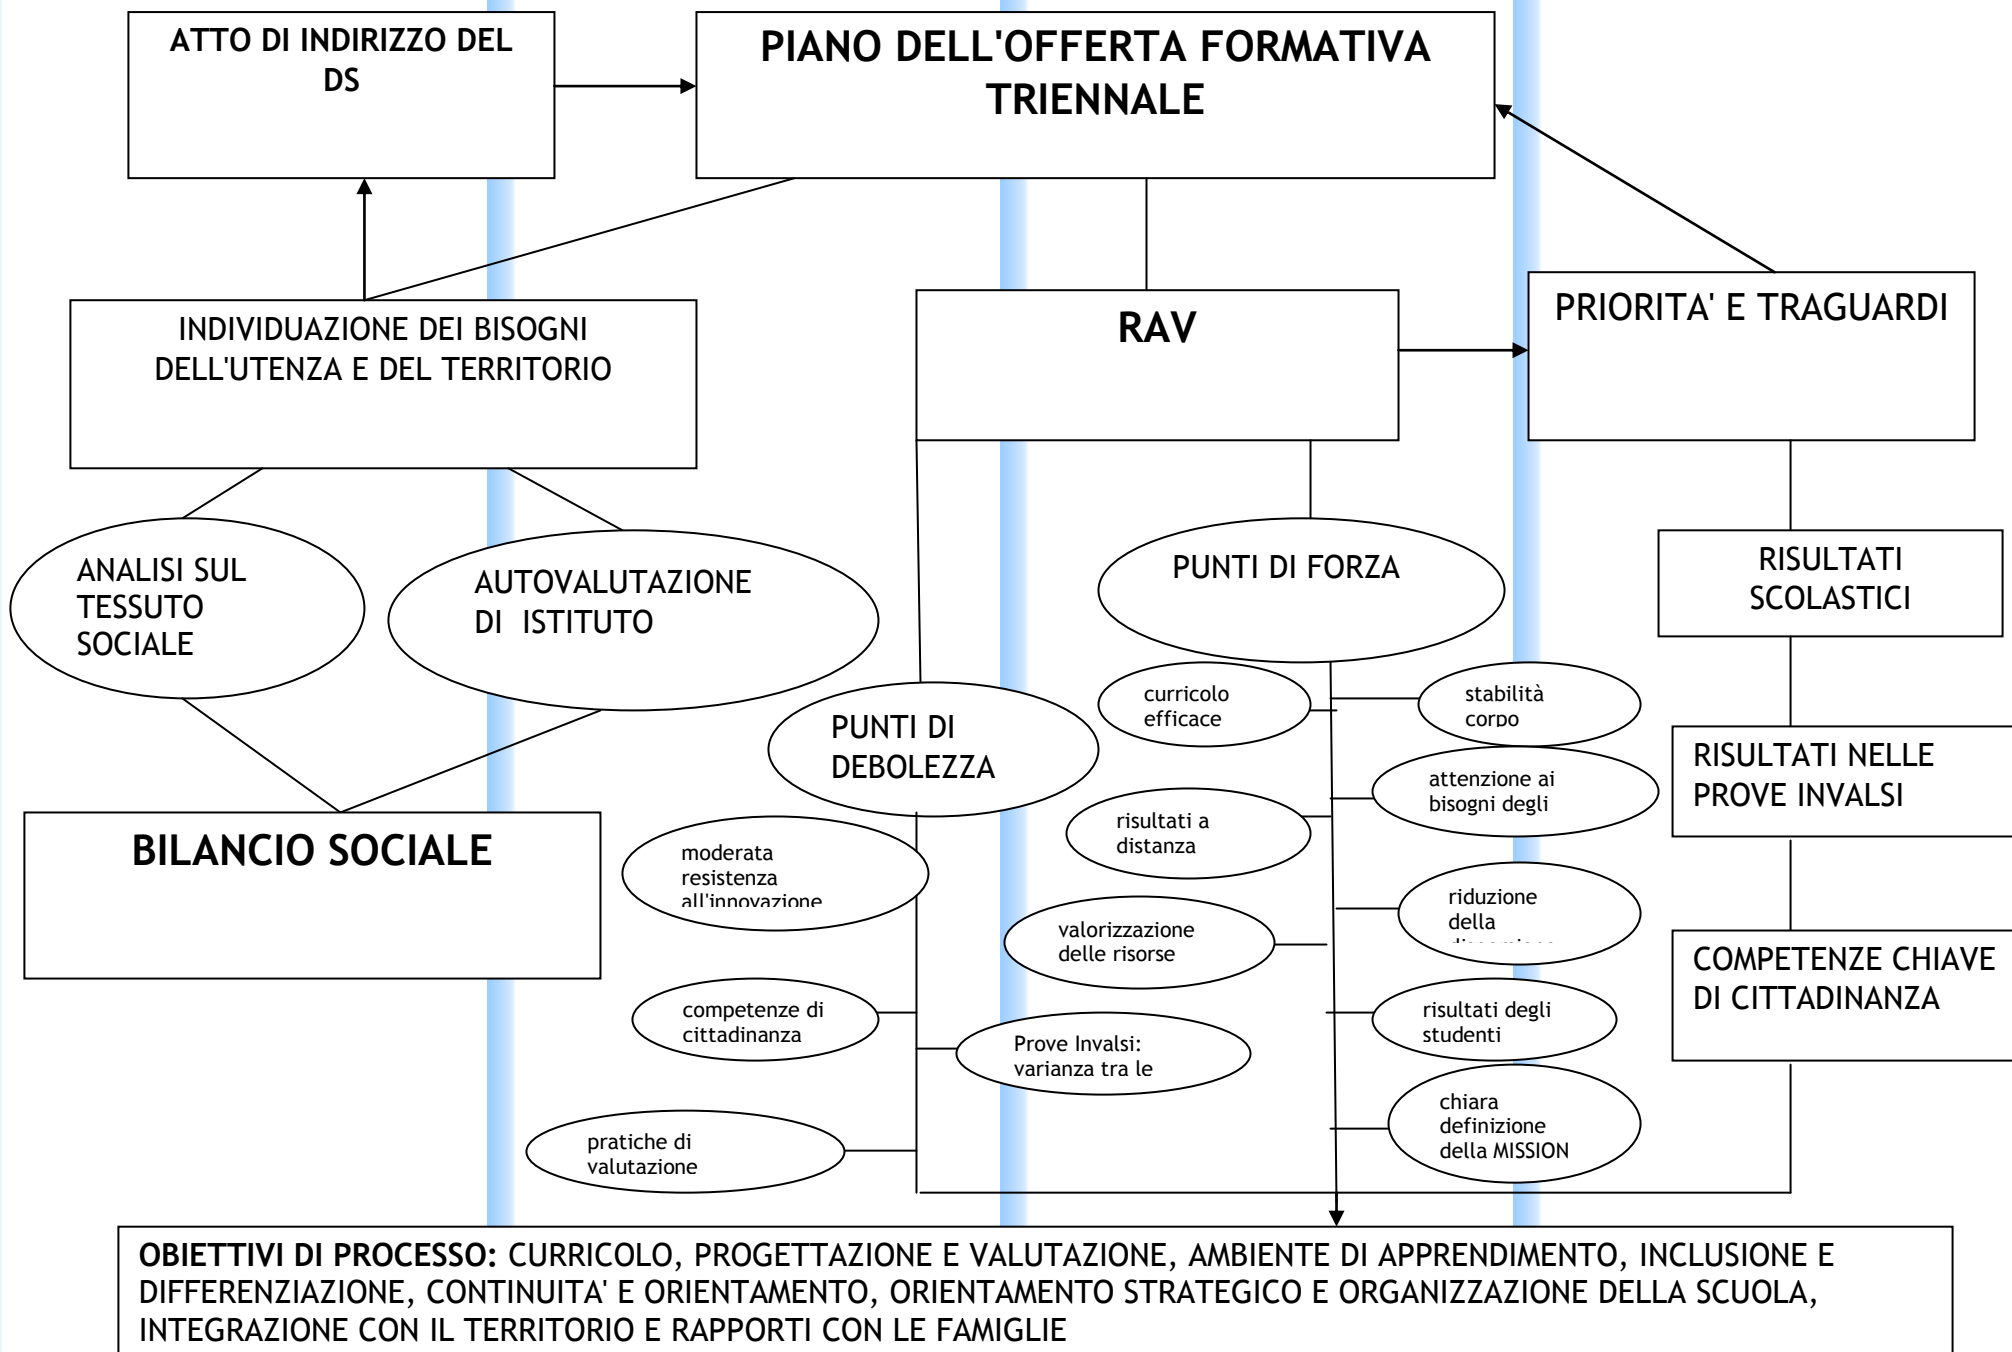 ATTO DI INDIRIZZO DEL
DS
PIANO DELL'OFFERTA FORMATIVA
TRIENNALE
INDIVIDUAZIONE DEI BISOGNI
DELL'UTENZA E DEL TERRITORIO
RAV
PRIORITA' E TRAGUARDI
ANALISI SUL
TESSUTO
SOCIALE
AUTOVALUTAZIONE
DI ISTITUTO
PUNTI DI FORZA
RISULTATI
SCOLASTICI
PUNTI DI
DEBOLEZZA
curricolo
efficace
stabilità
corpo
RISULTATI NELLE
PROVE INVALSI
attenzione ai
bisogni degli
risultati a
distanza
BILANCIO SOCIALE
moderata
resistenza
all'innovazione
riduzione
della
valorizzazione
delle risorse
COMPETENZE CHIAVE
DI CITTADINANZA
competenze di
cittadinanza
risultati degli
studenti
Prove Invalsi:
varianza tra le
chiara
definizione
della MISSION
pratiche di
valutazione
OBIETTIVI DI PROCESSO: CURRICOLO, PROGETTAZIONE E VALUTAZIONE, AMBIENTE DI APPRENDIMENTO, INCLUSIONE E
DIFFERENZIAZIONE, CONTINUITA' E ORIENTAMENTO, ORIENTAMENTO STRATEGICO E ORGANIZZAZIONE DELLA SCUOLA,
INTEGRAZIONE CON IL TERRITORIO E RAPPORTI CON LE FAMIGLIE